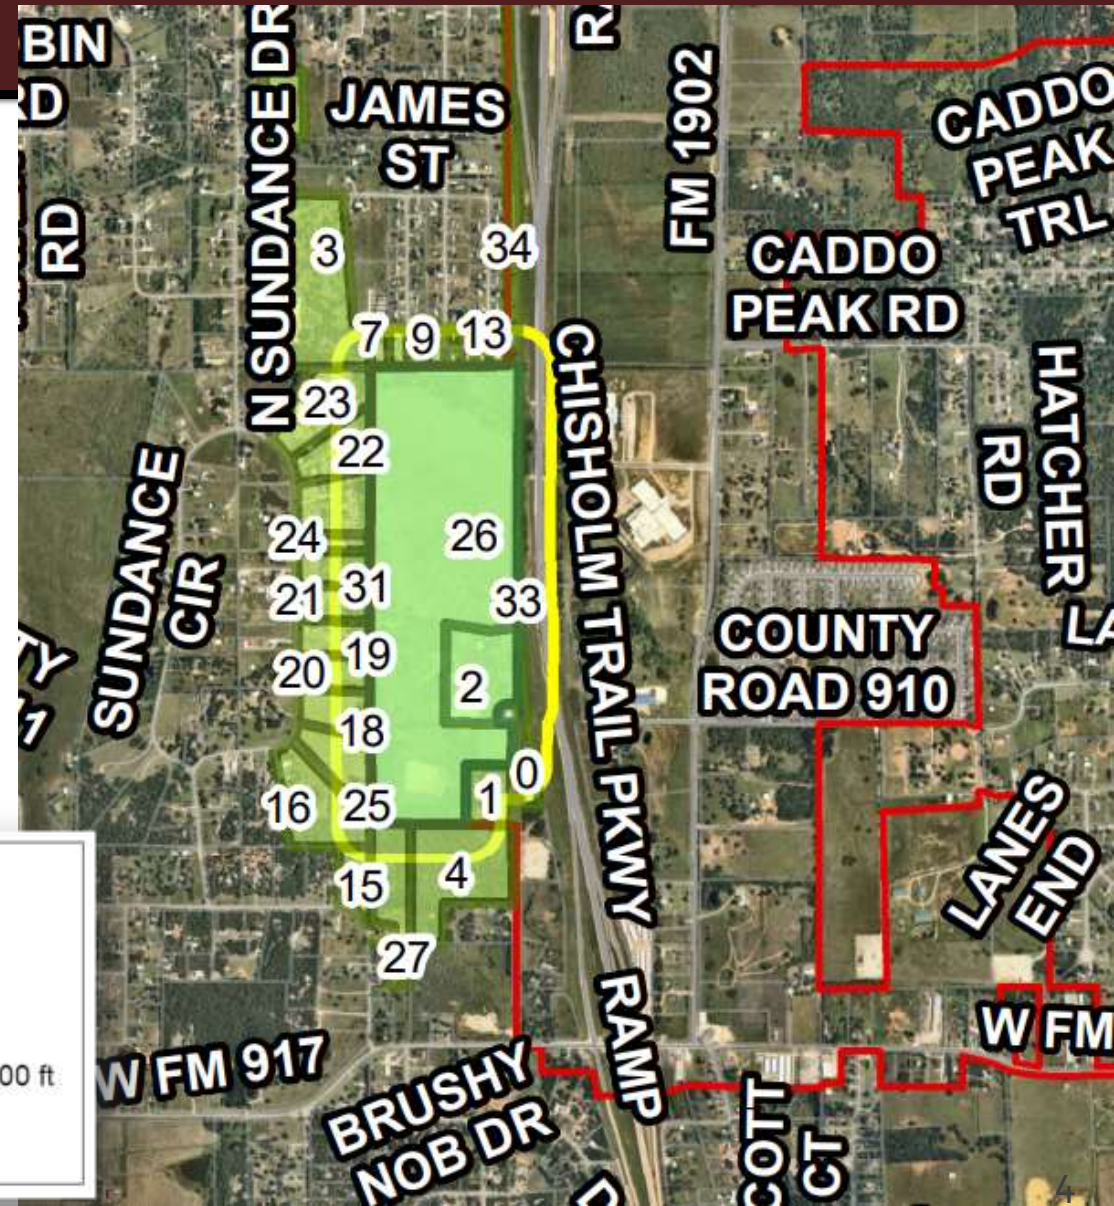 BIN
RD
RD
N SUNDANCE DR
JAMES
ST
FM 1902
CADDO
PEAK
TRL
3
34
CADDO
PEAK RD
7
9
13
23
22
24
26
21
31
33
20
19
2
18
0
16
25
1
15
4
27
SUNDANCE
CIR
CHISHOLM TRAIL PKWY
HATCHER
RD
COUNTY
ROAD 910
LA
TY
LANES
END
00 ft
W FM 917
BRUSHY
NOB DR
RAMP
W FM
COTT
CT
4